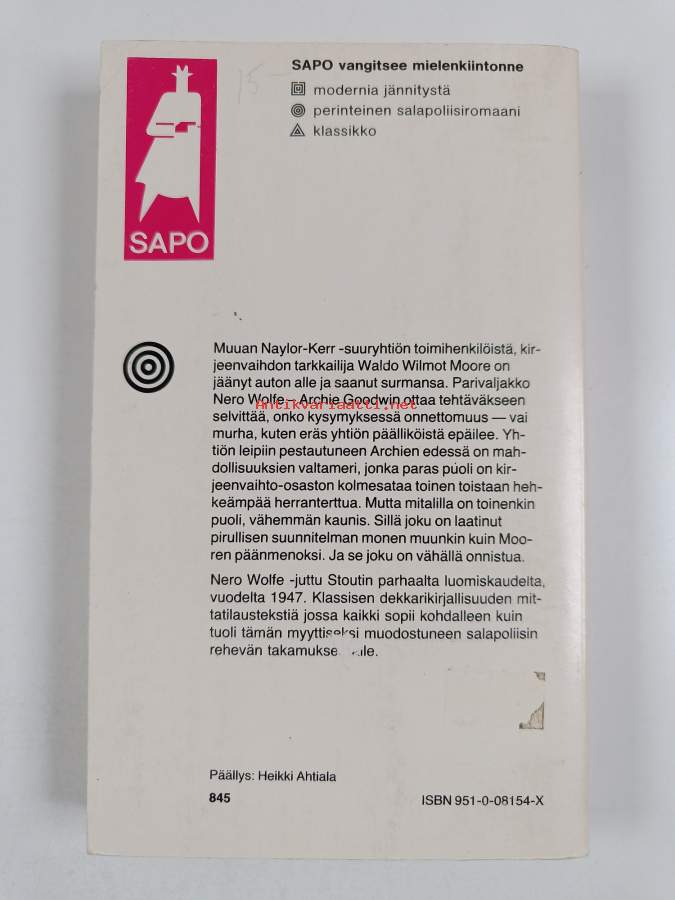 SAPO vangitsee mielenkiintonne
modernia jännitystä
perinteinen salapoliisiromaani
klassikko
15-
SAPO
Muuan Naylor-Kerr -suuryhtiön toimihenkilöistä, kir-
jeenvaihdon tarkkailija Waldo Wilmot Moore on
jäänyt auton alle ja saanut surmansa. Parivaljakko
Nero Wolfe – Archie Goodwin ottaa tehtäväkseen
selvittää, onko kysymyksessä onnettomuus — vai
murha, kuten eräs yhtiön päälliköistä epäilee. Yh-
tiön leipiin pestautuneen Archien edessä on mah-
dollisuuksien valtameri, jonka paras puoli on kir-
jeenvaihto-osaston kolmesataa toinen toistaan heh-
keämpää herranterttua. Mutta mitalilla on toinenkin
puoli, vähemmän kaunis. Sillä joku on laatinut
pirullisen suunnitelman monen muunkin kuin Moo-
ren päänmenoksi. Ja se joku on vähällä onnistua.
Nero Wolfe -juttu Stoutin parhaalta luomiskaudelta,
vuodelta 1947. Klassisen dekkarikirjallisuuden mit-
tatilaustekstiä jossa kaikki sopii kohdalleen kuin
tuoli tämän myyttiseksi muodostuneen salapoliisin
rehevän takamukse
Antikvariaatti.net
Päällys: Heikki Ahtiala
845
ISBN 951-0-08154-X